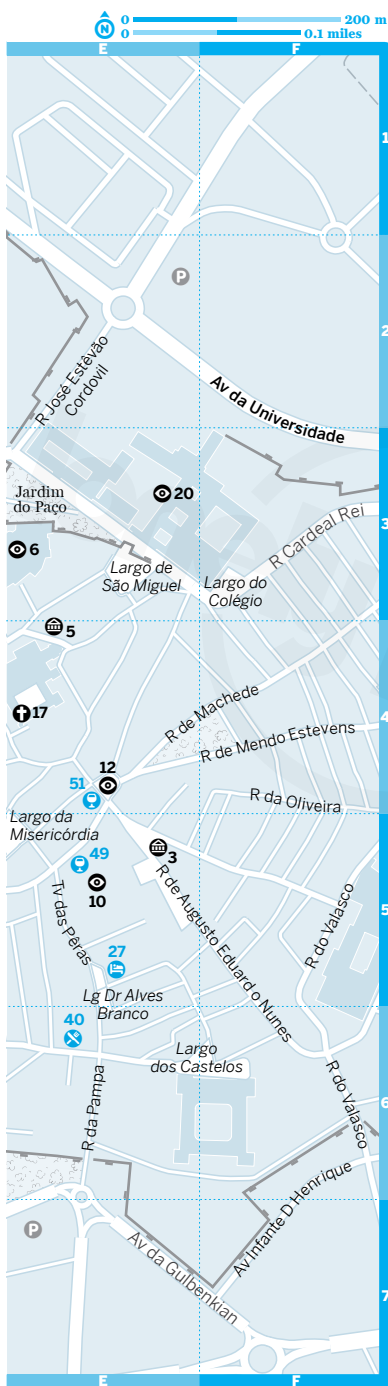 N
0 200 m
0 0.1 miles
E F
1
P
2
R José Estêvão
Cordovil
Av da Universidade
20
Jardim
do Paço
3
6
R Cardeal Rei
Largo de
São Miguel
Largo do
Colégio
5
R de Machede
17
4
R de Mendo Estevens
12
51
R da Oliveira
Largo da
Misericórdia
3
49
10
5
Tv das Pêras
R de Augusto Eduardo Nunes
R do Valasco
27
Lg Dr Alves
Branco
40
Largo
dos Castelos
R da Pampa
6
R do Valasco
Av Infante D Henrique
P
Av da Gulbenkian
7
E F